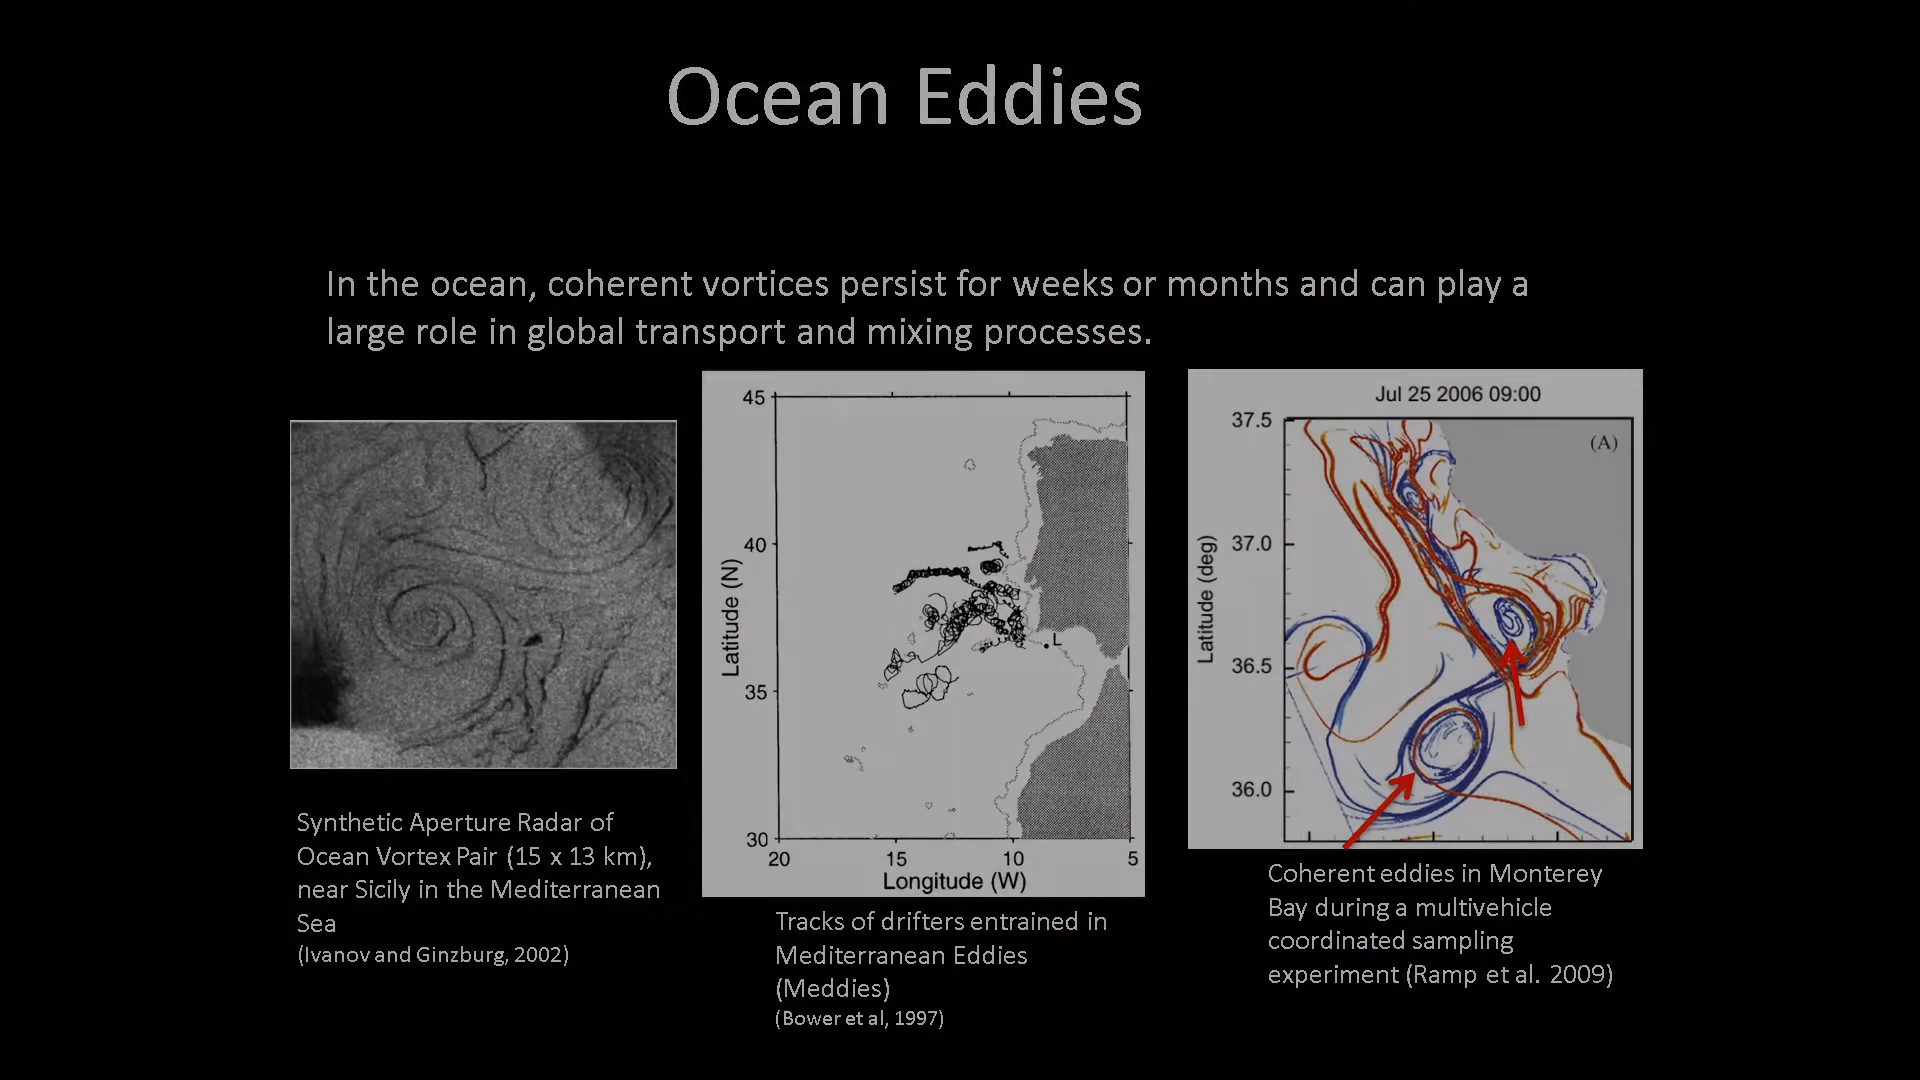 Ocean Eddies
In the ocean, coherent vortices persist for weeks or months and can play a
large role in global transport and mixing processes.
Synthetic Aperture Radar of
Ocean Vortex Pair (15 x 13 km),
near Sicily in the Mediterranean
Sea
(Ivanov and Ginzburg, 2002)
45
40
35
30
Latitude (N)
L
20 15 10 5
Longitude (W)
Tracks of drifters entrained in
Mediterranean Eddies
(Meddies)
(Bower et al, 1997)
Jul 25 2006 09:00
(A)
37.5
37.0
36.5
36.0
Latitude (deg)
Coherent eddies in Monterey
Bay during a multivehicle
coordinated sampling
experiment (Ramp et al. 2009)